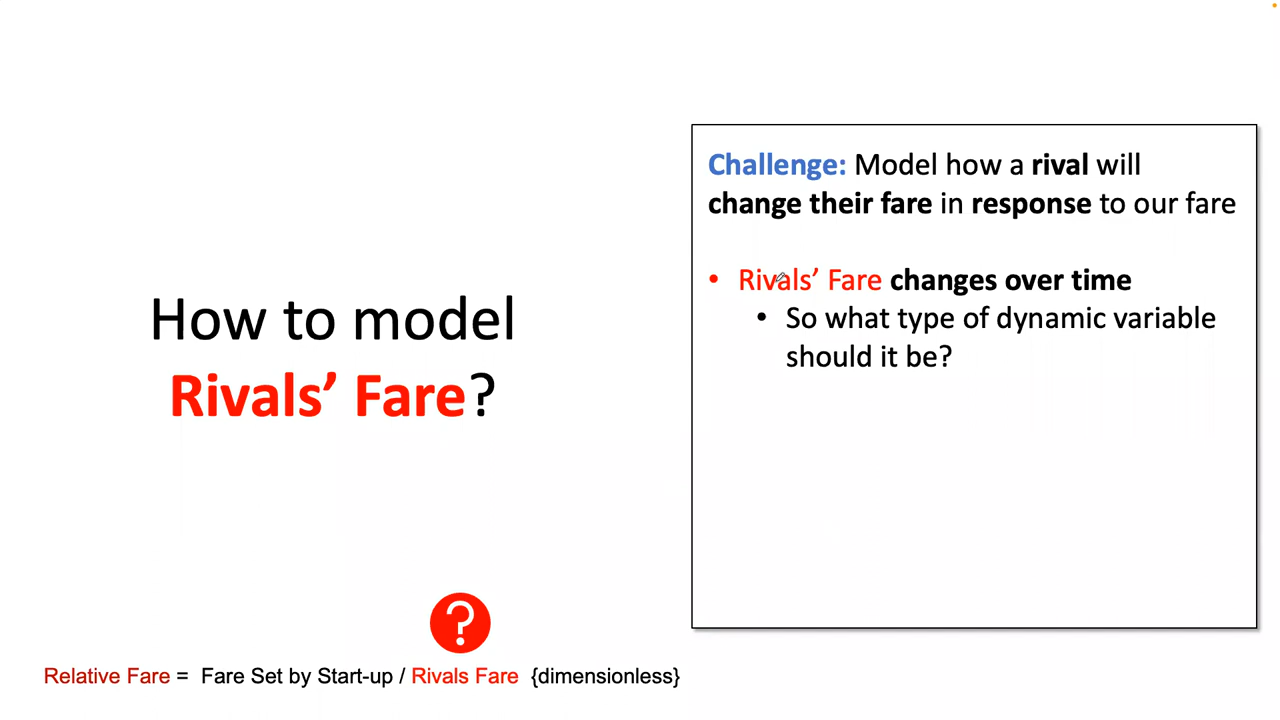 How to model
Rivals’ Fare?
Challenge: Model how a rival will
change their fare in response to our fare
• Rivals’ Fare changes over time
• So what type of dynamic variable
should it be?
?
Relative Fare = Fare Set by Start-up / Rivals Fare {dimensionless}